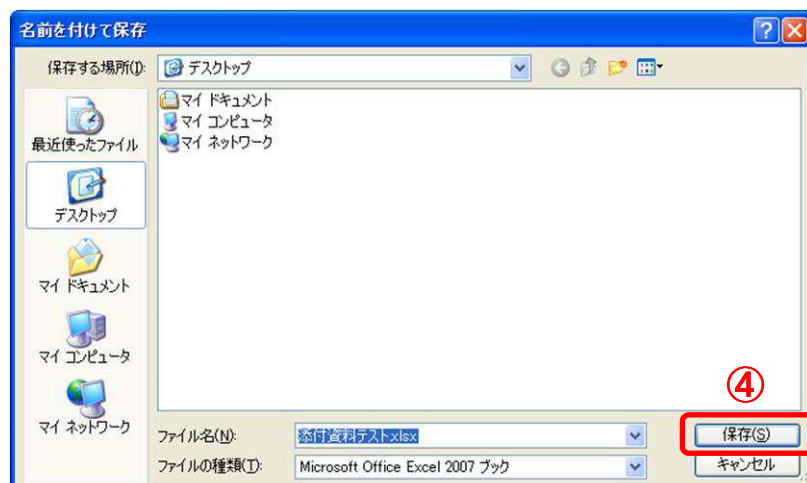 名前を付けて保存
保存する場所(I):
デスクトップ
マイ ドキュメント
マイ コンピュータ
マイ ネットワーク
最近使ったファイル
デスクトップ
マイ ドキュメント
マイ コンピュータ
マイ ネットワーク
④
ファイル名(N):
添付資料テスト.xlsx
保存(S)
ファイルの種類(T):
Microsoft Office Excel 2007 ブック
キャンセル